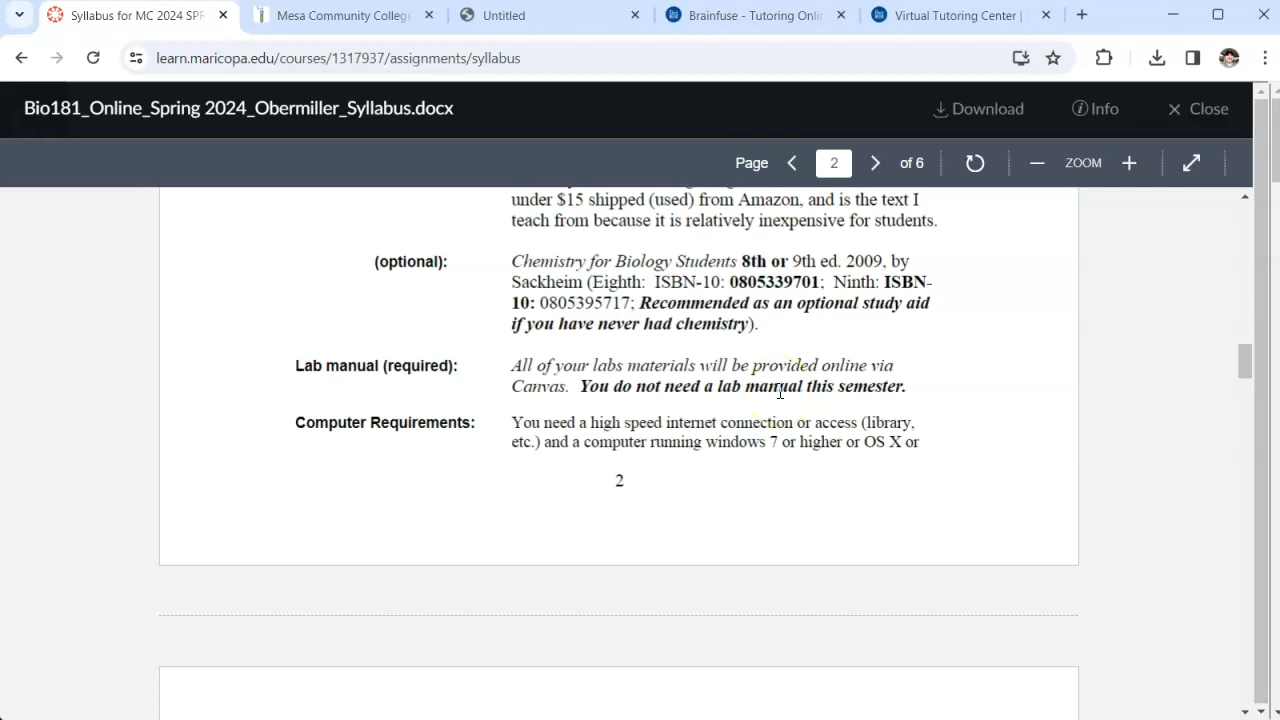 Syllabus for MC 2024 SPR
Mesa Community Colleg
Untitled
Brainfuse - Tutoring Onli
Virtual Tutoring Center |
learn.maricopa.edu/courses/1317937/assignments/syllabus
Bio181_Online_Spring 2024_Obermiller_Syllabus.docx
Download
Info
Close
Page
2
of 6
ZOOM
under $15 shipped (used) from Amazon, and is the text I
teach from because it is relatively inexpensive for students.
(optional): Chemistry for Biology Students 8th or 9th ed. 2009, by
Sackheim (Eighth: ISBN-10: 0805339701; Ninth: ISBN-
10: 0805395717; Recommended as an optional study aid
if you have never had chemistry).
Lab manual (required): All of your labs materials will be provided online via
Canvas. You do not need a lab manual this semester.
Computer Requirements: You need a high speed internet connection or access (library,
etc.) and a computer running windows 7 or higher or OS X or
2